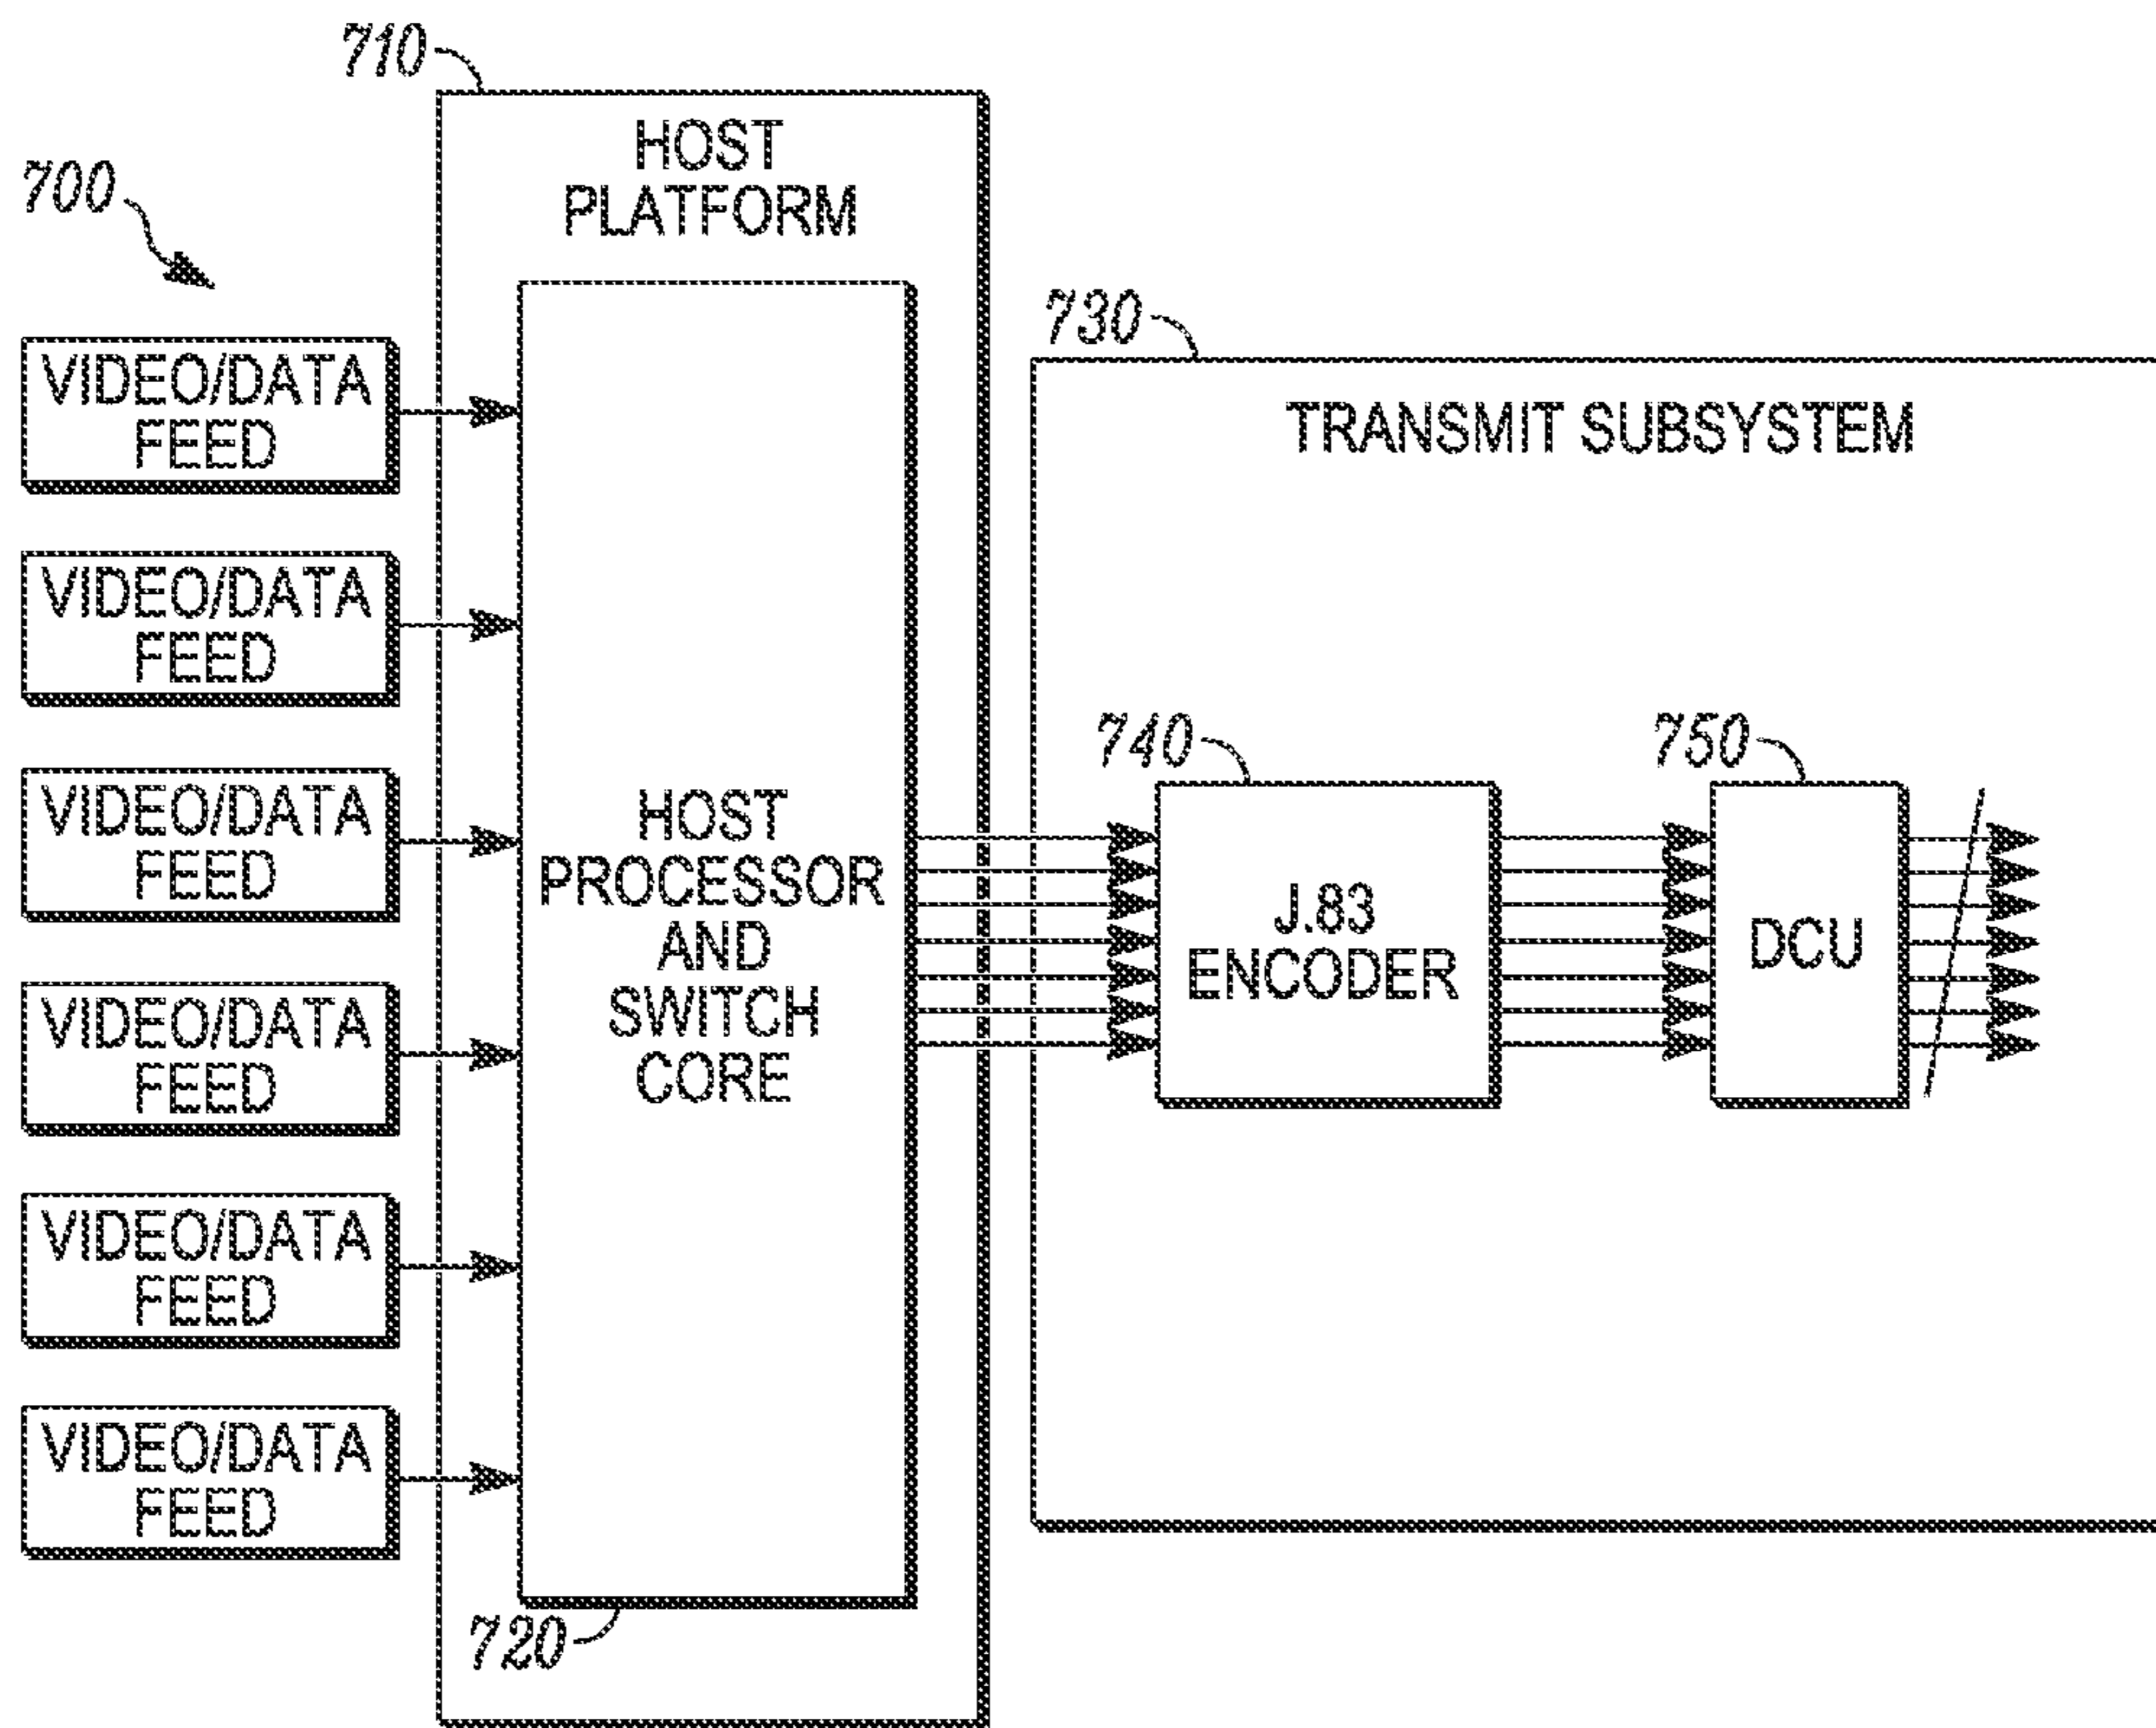 710
HOST
PLATFORM
700
730
TRANSMIT SUBSYSTEM
VIDEO/DATA
FEED
VIDEO/DATA
FEED
VIDEO/DATA
FEED
VIDEO/DATA
FEED
VIDEO/DATA
FEED
VIDEO/DATA
FEED
HOST
PROCESSOR
AND
SWITCH
CORE
720
740
J.83
ENCODER
750
DCU